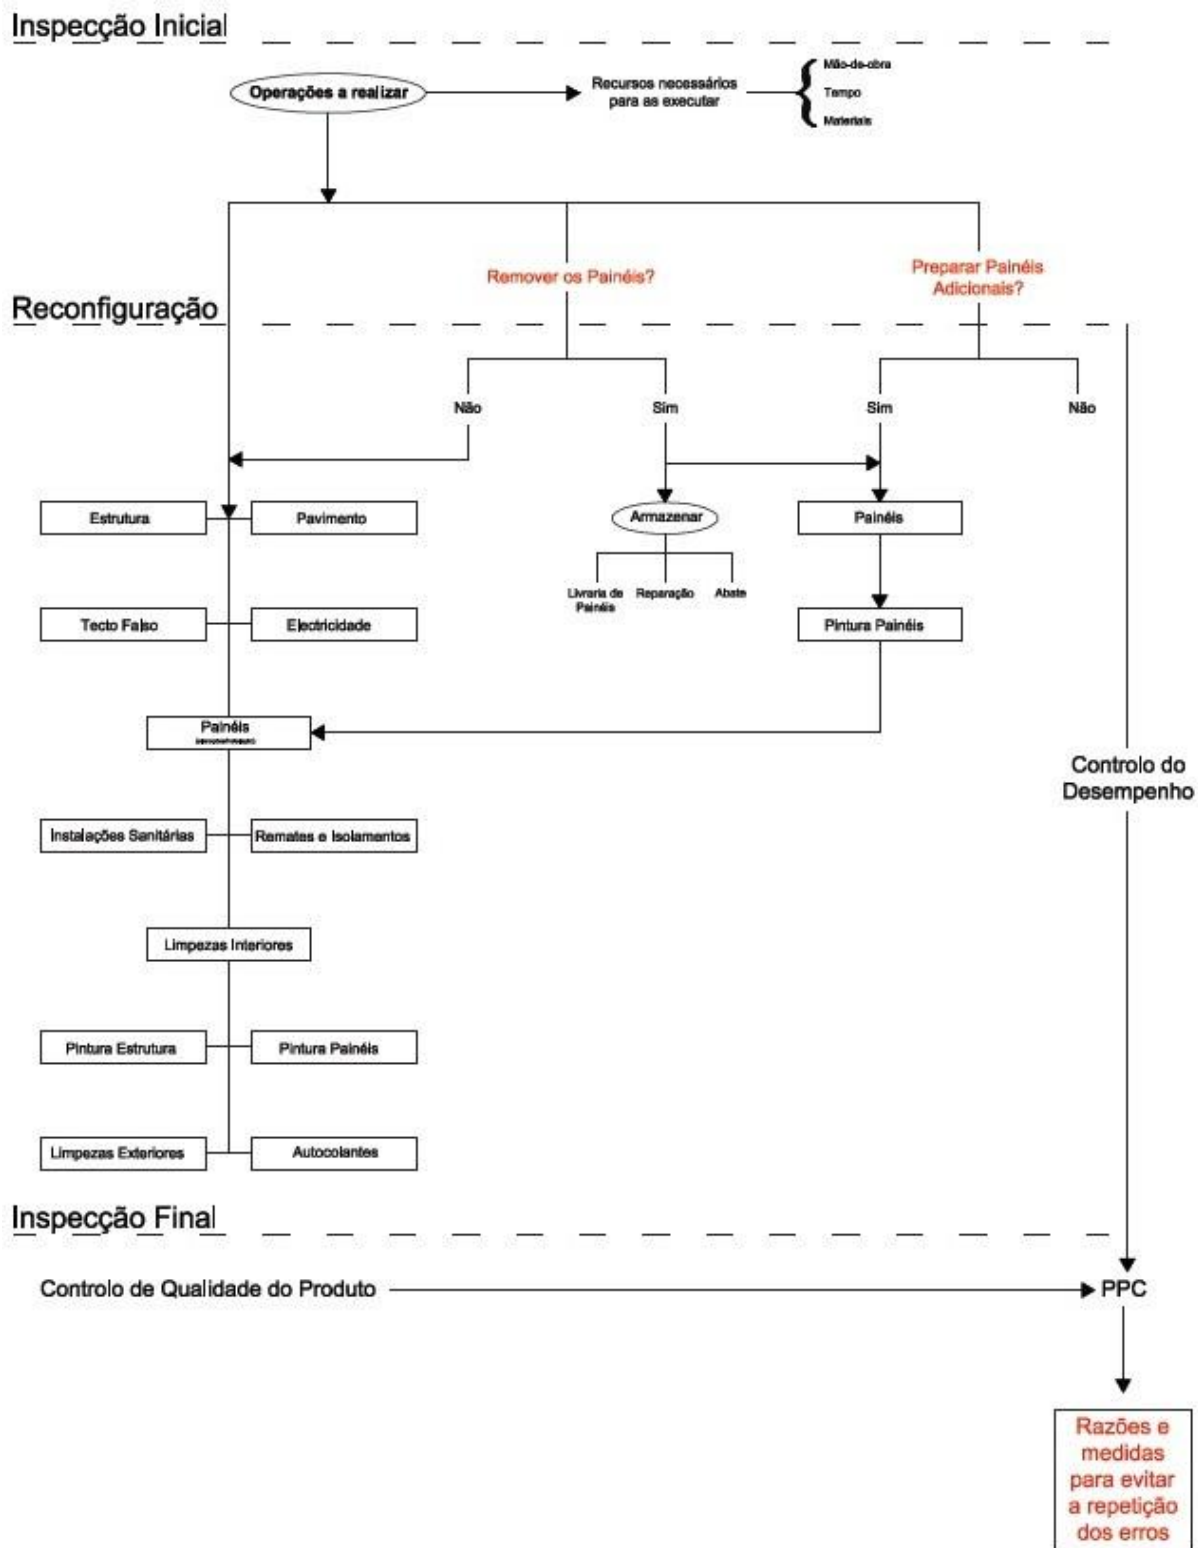 Inspecção Inicial
Operações a realizar
Recursos necessários
para as executar
Mão-de-obra
Tempo
Materiais
Remover os Painéis?
Preparar Painéis
Adicionais?
Reconfiguração
Não
Sim
Sim
Não
Estrutura
Pavimento
Armazenar
Painéis
Livraria de
Painéis
Reparação
Abate
Tecto Falso
Electricidade
Pintura Painéis
Painéis
Controlo do
Desempenho
Instalações Sanitárias
Remates e Isolamentos
Limpezas Interiores
Pintura Estrutura
Pintura Painéis
Limpezas Exteriores
Autocolantes
Inspecção Final
Controlo de Qualidade do Produto
PPC
Razões e
medidas
para evitar
a repetição
dos erros